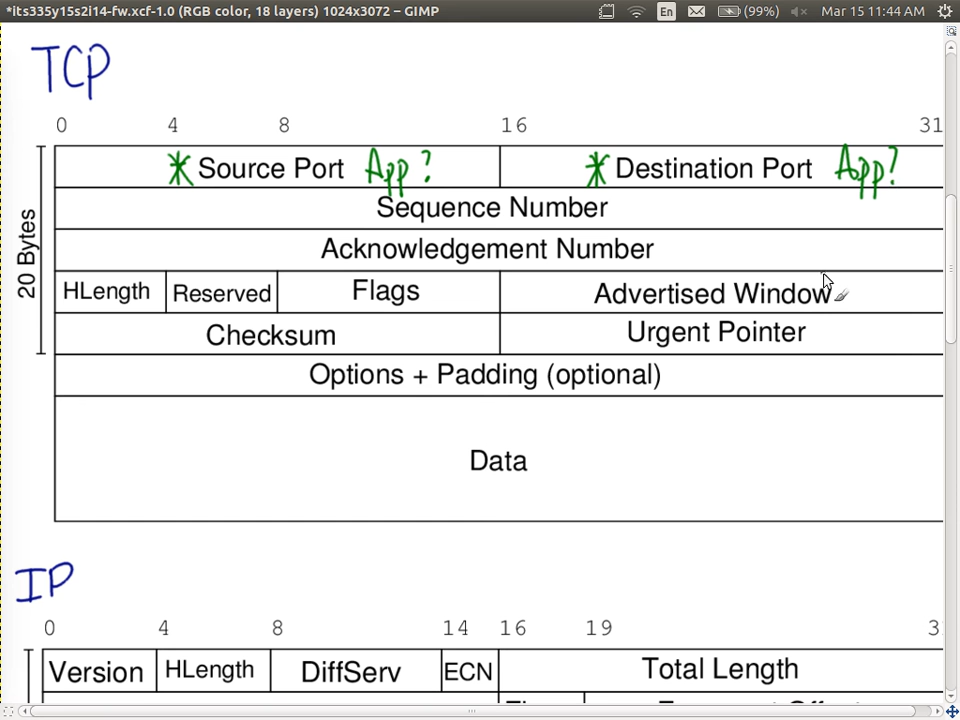 *its335y15s2i14-fw.xcf-1.0 (RGB color, 18 layers) 1024x3072 – GIMP En (99%) Mar 15 11:44 AM
TCP
0 4 8 16 31
* Source Port App? * Destination Port App?
Sequence Number
Acknowledgement Number
HLength Reserved Flags Advertised Window
Checksum Urgent Pointer
20 Bytes
Options + Padding (optional)
Data
IP
0 4 8 14 16 19 3
Version HLength DiffServ ECN Total Length